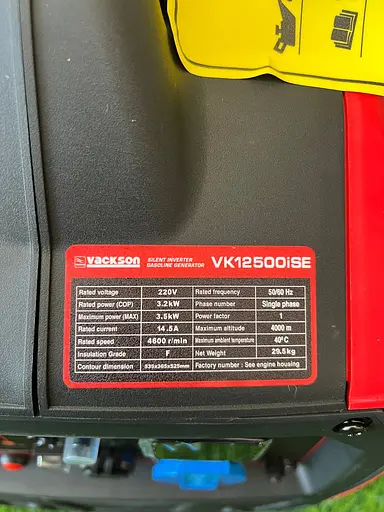 vackson SILENT INVERTER GASOLINE GENERATOR VK12500iSE
Rated voltage 220V Rated frequency 50/60 Hz
Rated power (COP) 3.2kW Phase number Single phase
Maximum power (MAX) 3.5kW Power factor 1
Rated current 14.5A Maximum altitude 4000 m
Rated speed 4600 r/min Maximum ambient temperature 40°C
Insulation Grade F Net Weight 29.5kg
Contour dimension 535x365x525mm Factory number : See engine housing